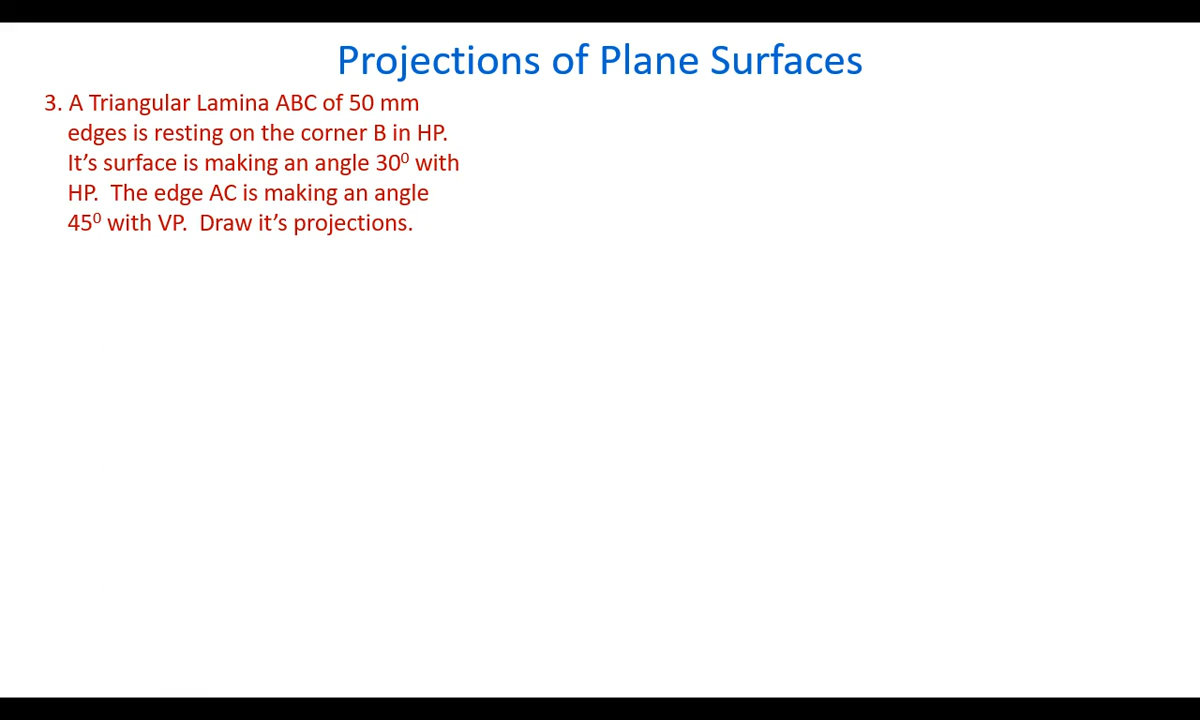 Projections of Plane Surfaces
3. A Triangular Lamina ABC of 50 mm
edges is resting on the corner B in HP.
It’s surface is making an angle 30⁰ with
HP.  The edge AC is making an angle
45⁰ with VP.  Draw it’s projections.